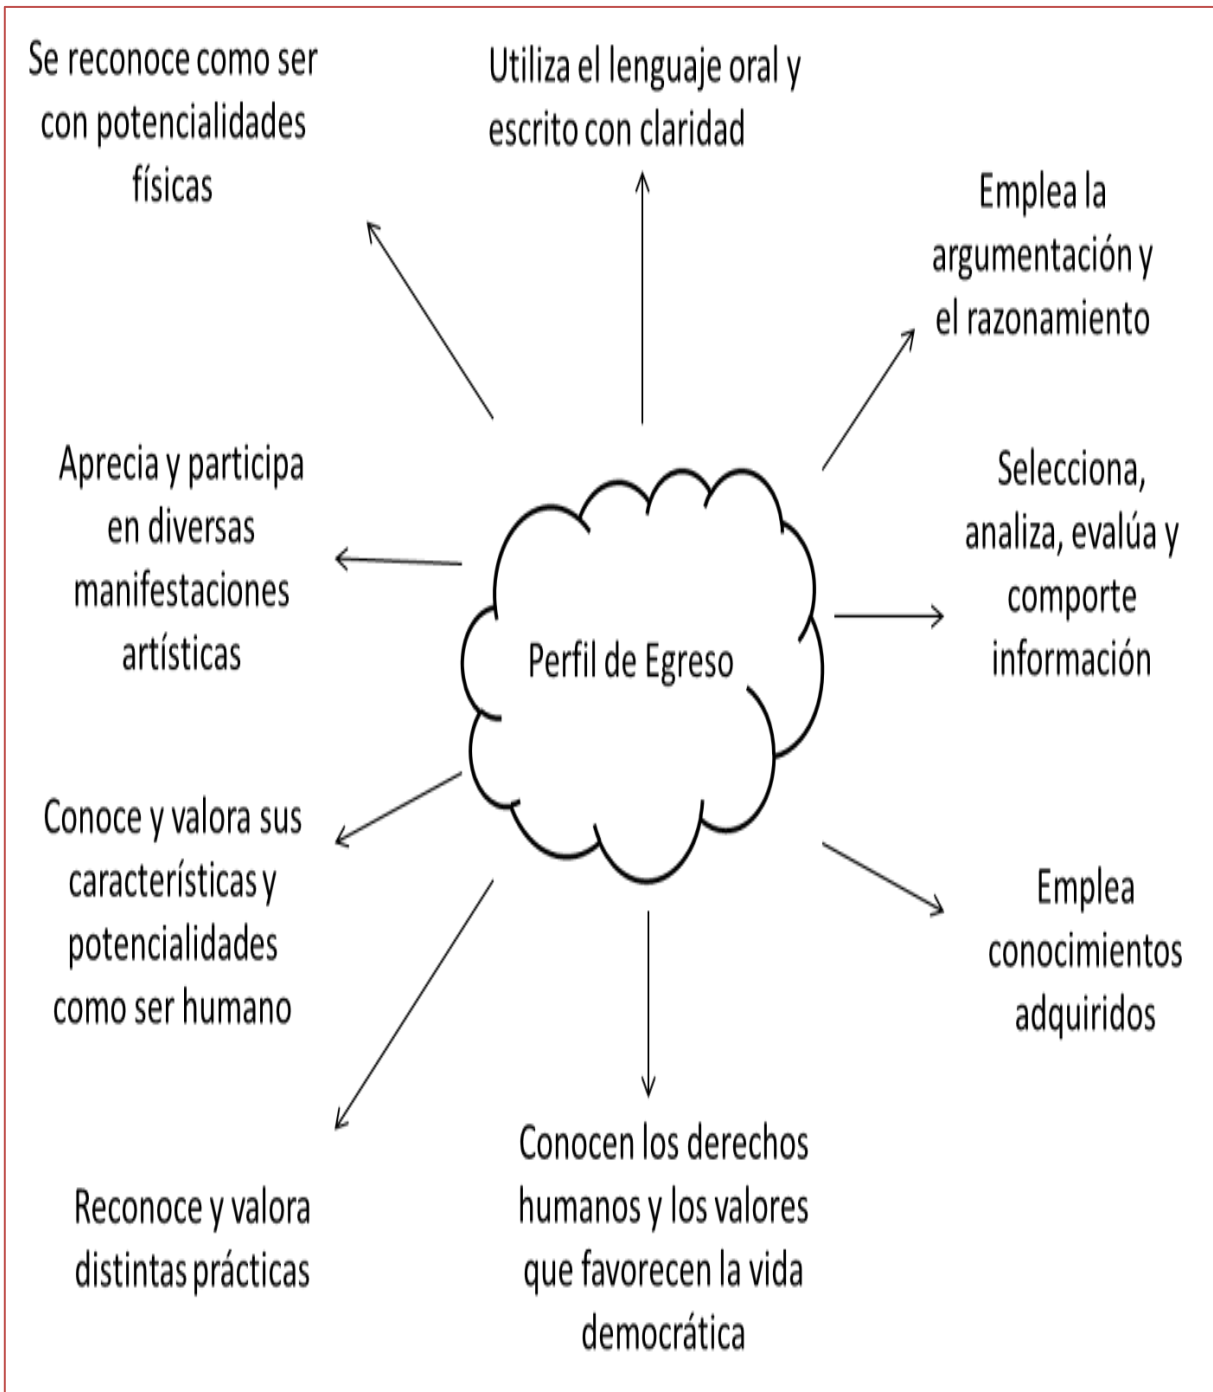 Se reconoce como ser
con potencialidades
físicas
Utiliza el lenguaje oral y
escrito con claridad
Emplea la
argumentación y
el razonamiento
Aprecia y participa
en diversas
manifestaciones
artísticas
Selecciona,
analiza, evalúa y
comporte
información
Perfil de Egreso
Conoce y valora sus
características y
potencialidades
como ser humano
Emplea
conocimientos
adquiridos
Reconoce y valora
distintas prácticas
Conocen los derechos
humanos y los valores
que favorecen la vida
democrática